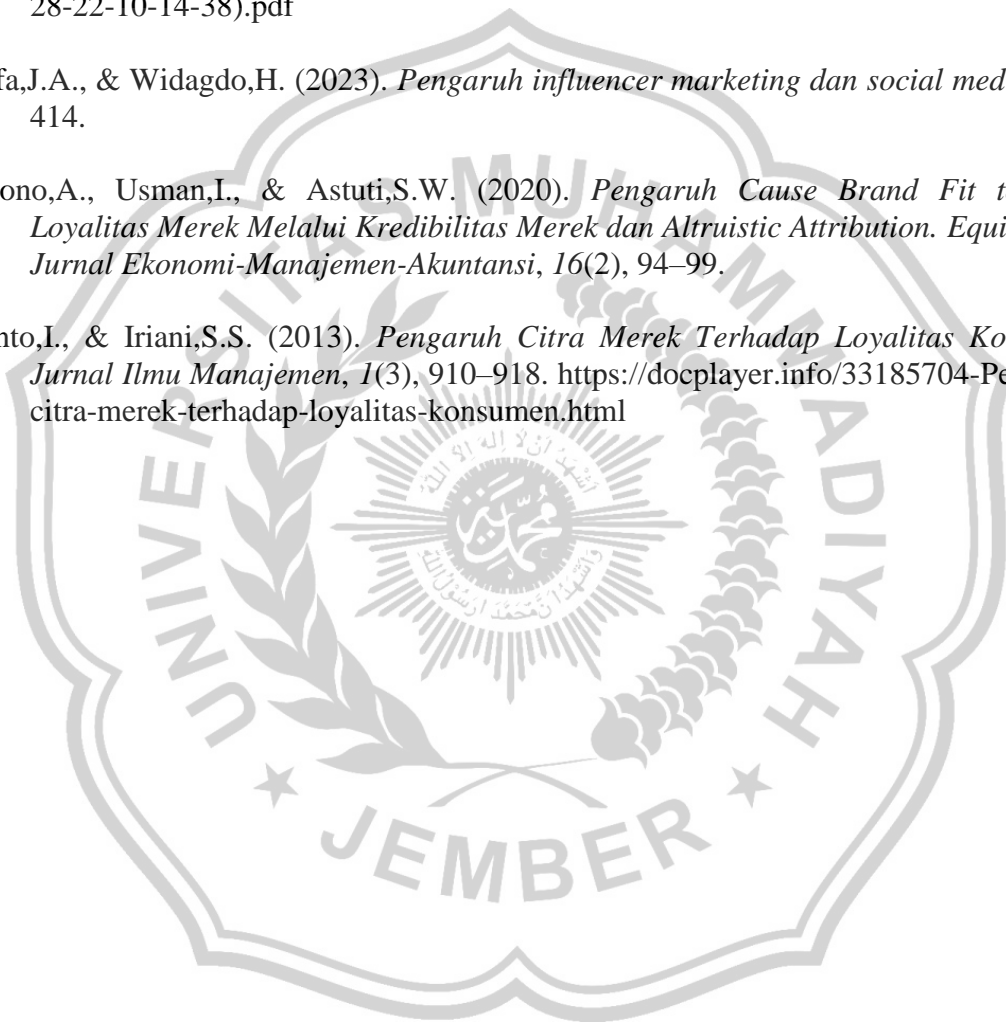 28-22-10-14-38).pdf
fa,J.A., & Widagdo,H. (2023). Pengaruh influencer marketing dan social med
414.
ono,A., Usman,I., & Astuti,S.W. (2020). Pengaruh Cause Brand Fit t
Loyalitas Merek Melalui Kredibilitas Merek dan Altruistic Attribution. Equi
Jurnal Ekonomi-Manajemen-Akuntansi, 16(2), 94–99.
nto,I., & Iriani,S.S. (2013). Pengaruh Citra Merek Terhadap Loyalitas Ko
Jurnal Ilmu Manajemen, 1(3), 910–918. https://docplayer.info/33185704-Pe
citra-merek-terhadap-loyalitas-konsumen.html
UNIVERSITAS MUHAMMADIYAH
JEMBER